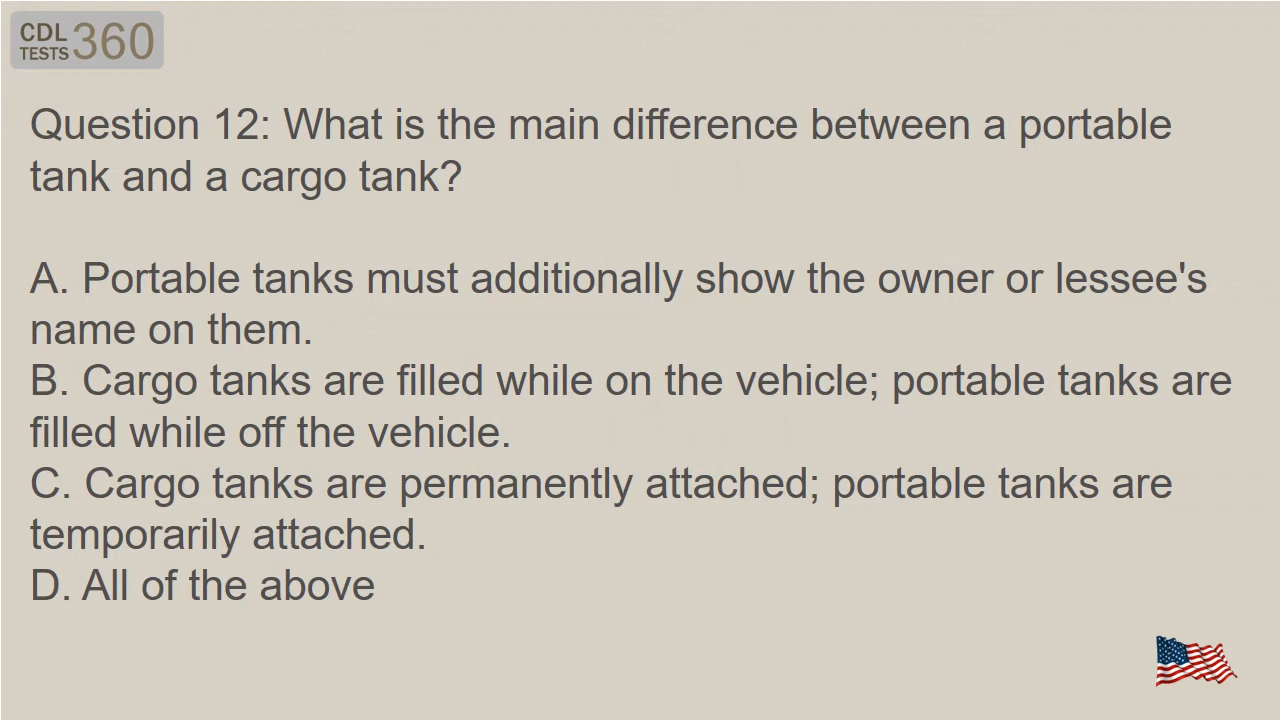 CDL
TESTS 360
Question 12: What is the main difference between a portable
tank and a cargo tank?
A. Portable tanks must additionally show the owner or lessee's
name on them.
B. Cargo tanks are filled while on the vehicle; portable tanks are
filled while off the vehicle.
C. Cargo tanks are permanently attached; portable tanks are
temporarily attached.
D. All of the above